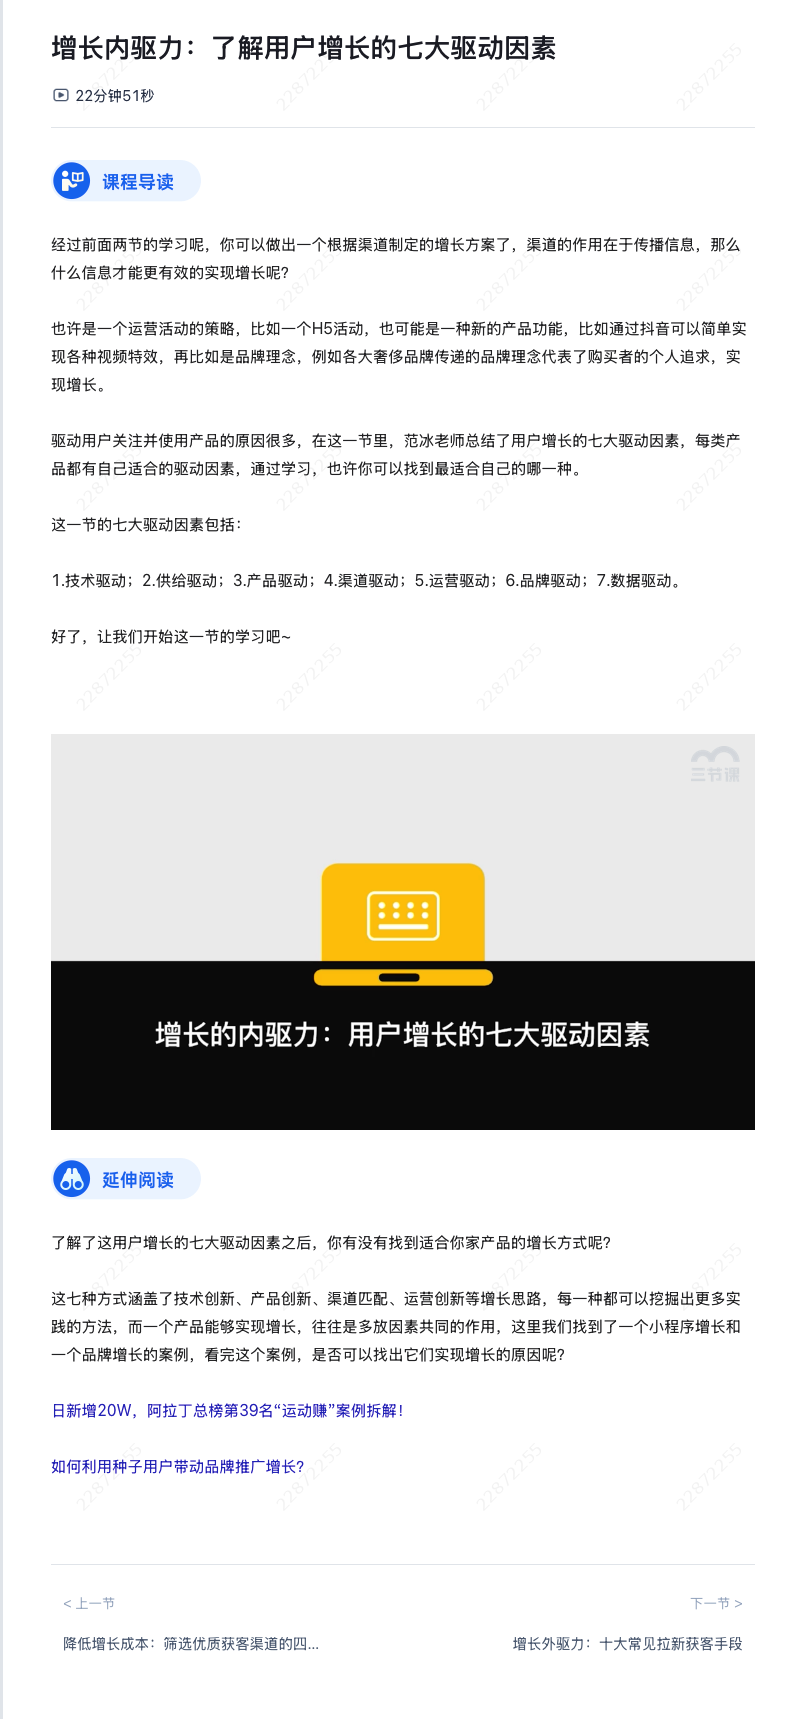 增长内驱力：了解用户增长的七大驱动因素
22分钟51秒
22872255 22872255 22872255 22872255
课程导读
经过前面两节的学习呢，你可以做出一个根据渠道制定的增长方案了，渠道的作用在于传播信息，那么
什么信息才能更有效的实现增长呢？
22872255 22872255 22872255 22872255
也许是一个运营活动的策略，比如一个H5活动，也可能是一种新的产品功能，比如通过抖音可以简单实
现各种视频特效，再比如是品牌理念，例如各大奢侈品牌传递的品牌理念代表了购买者的个人追求，实
现增长。
驱动用户关注并使用产品的原因很多，在这一节里，范冰老师总结了用户增长的七大驱动因素，每类产
品都有自己适合的驱动因素，通过学习，也许你可以找到最适合自己的哪一种。
22872255 22872255 22872255 22872255
这一节的七大驱动因素包括：
1.技术驱动；2.供给驱动；3.产品驱动；4.渠道驱动；5.运营驱动；6.品牌驱动；7.数据驱动。
好了，让我们开始这一节的学习吧~
22872255 22872255 22872255 22872255
三节课
增长的内驱力：用户增长的七大驱动因素
延伸阅读
了解了这用户增长的七大驱动因素之后，你有没有找到适合你家产品的增长方式呢？
22872255 22872255 22872255 22872255
这七种方式涵盖了技术创新、产品创新、渠道匹配、运营创新等增长思路，每一种都可以挖掘出更多实
践的方法，而一个产品能够实现增长，往往是多放因素共同的作用，这里我们找到了一个小程序增长和
一个品牌增长的案例，看完这个案例，是否可以找出它们实现增长的原因呢？
日新增20W，阿拉丁总榜第39名“运动赚”案例拆解！
如何利用种子用户带动品牌推广增长？
22872255 22872255 22872255 22872255
< 上一节
下一节 >
降低增长成本：筛选优质获客渠道的四...
增长外驱力：十大常见拉新获客手段